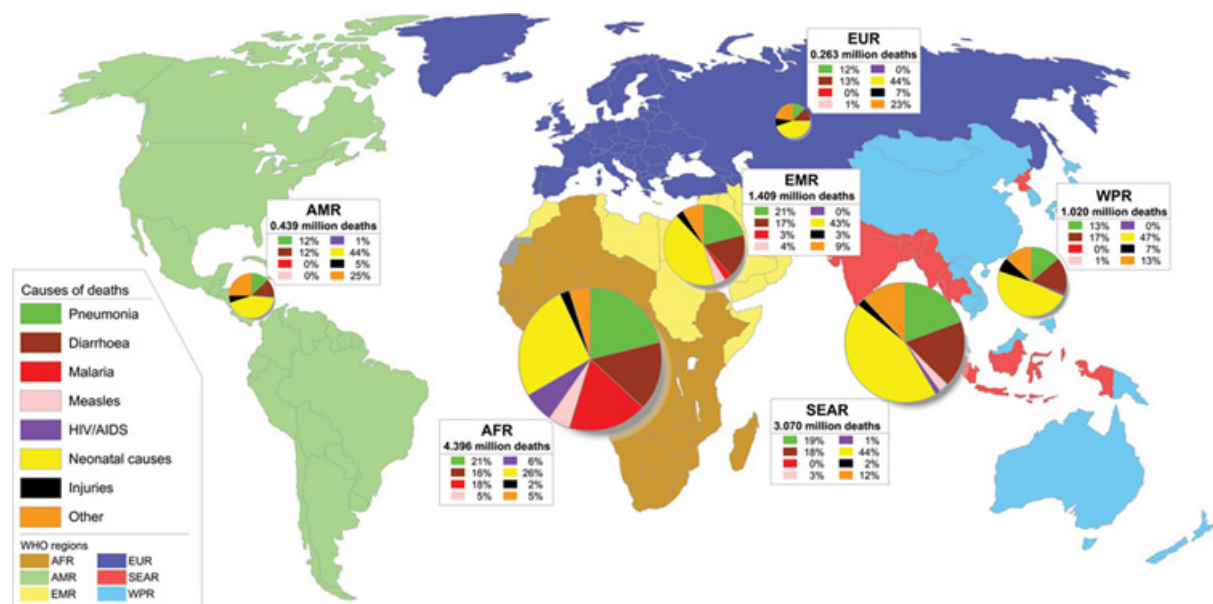 EUR
0.263 million deaths
12% 0%
13% 44%
0% 7%
1% 23%
EMR
1.409 million deaths
21% 0%
17% 43%
3% 3%
4% 9%
WPR
1.020 million deaths
13% 0%
17% 47%
0% 7%
1% 13%
AMR
0.439 million deaths
12% 1%
12% 44%
0% 5%
0% 25%
Causes of deaths
Pneumonia
Diarrhoea
Malaria
Measles
HIV/AIDS
Neonatal causes
Injuries
Other
WHO regions
AFR EUR
AMR SEAR
EMR WPR
AFR
4.396 million deaths
21% 6%
16% 26%
18% 2%
5% 5%
SEAR
3.070 million deaths
19% 1%
18% 44%
0% 2%
3% 12%